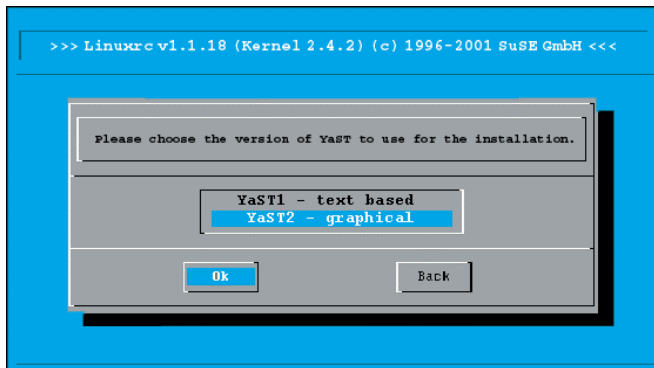 >>> Linuxrc v1.1.18 (Kernel 2.4.2) (c) 1996-2001 SuSE GmbH <<<
Please choose the version of YaST to use for the installation.
YaST1 - text based
YaST2 - graphical
Ok Back